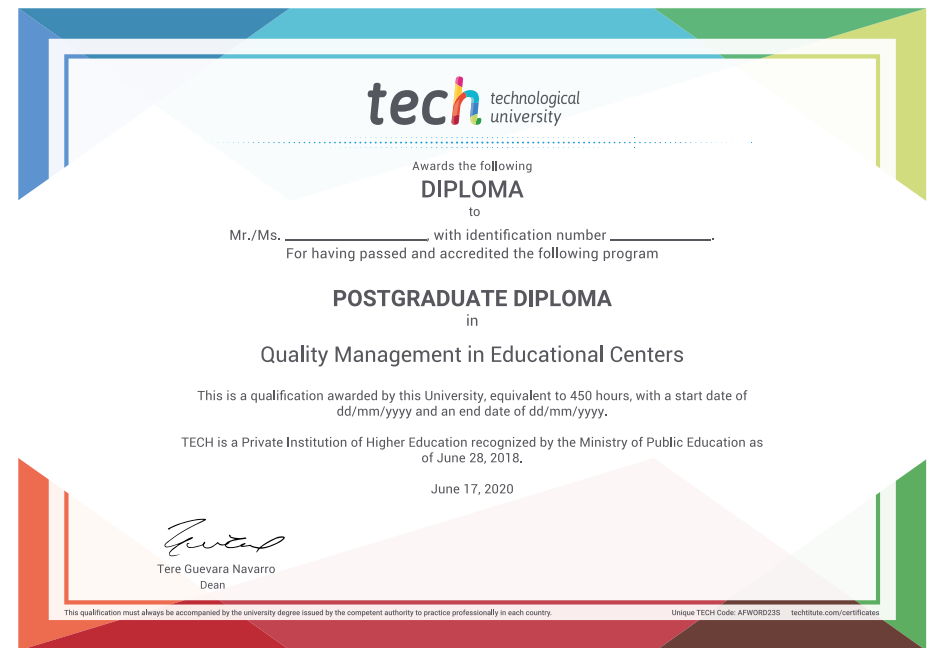 tech technological
university
Awards the following
DIPLOMA
to
Mr./Ms. ____________________, with identification number ______________.
For having passed and accredited the following program
POSTGRADUATE DIPLOMA
in
Quality Management in Educational Centers
This is a qualification awarded by this University, equivalent to 450 hours, with a start date of
dd/mm/yyyy and an end date of dd/mm/yyyy.
TECH is a Private Institution of Higher Education recognized by the Ministry of Public Education as
of June 28, 2018.
June 17, 2020
Tere Guevara Navarro
Dean
This qualification must always be accompanied by the university degree issued by the competent authority to practice professionally in each country.
Unique TECH Code: AFWORD23S techtitute.com/certificates